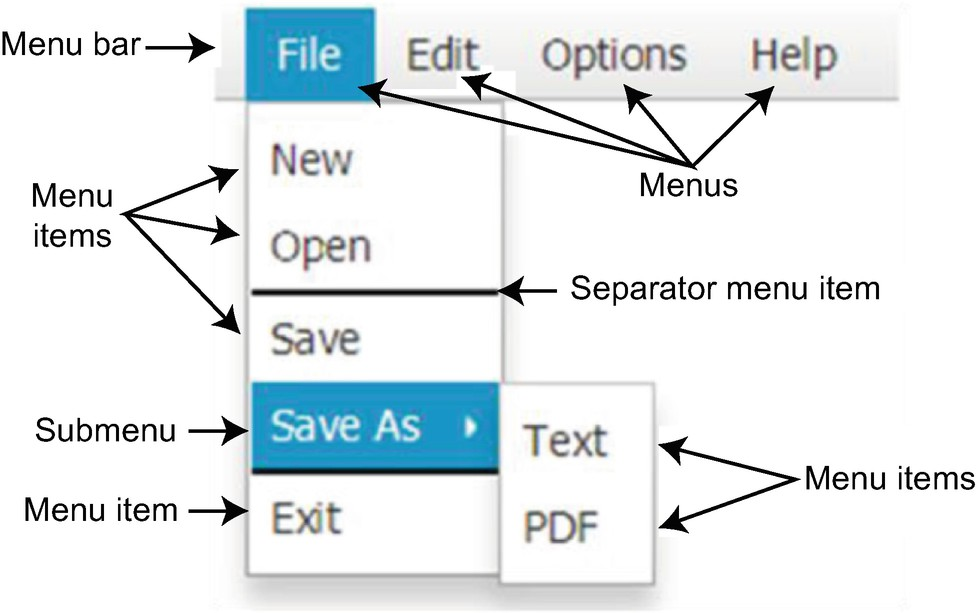 Menu bar
File Edit Options Help
New
Menus
Menu
items
Open
Separator menu item
Save
Submenu
Save As
Text
Menu items
Menu item
Exit
PDF